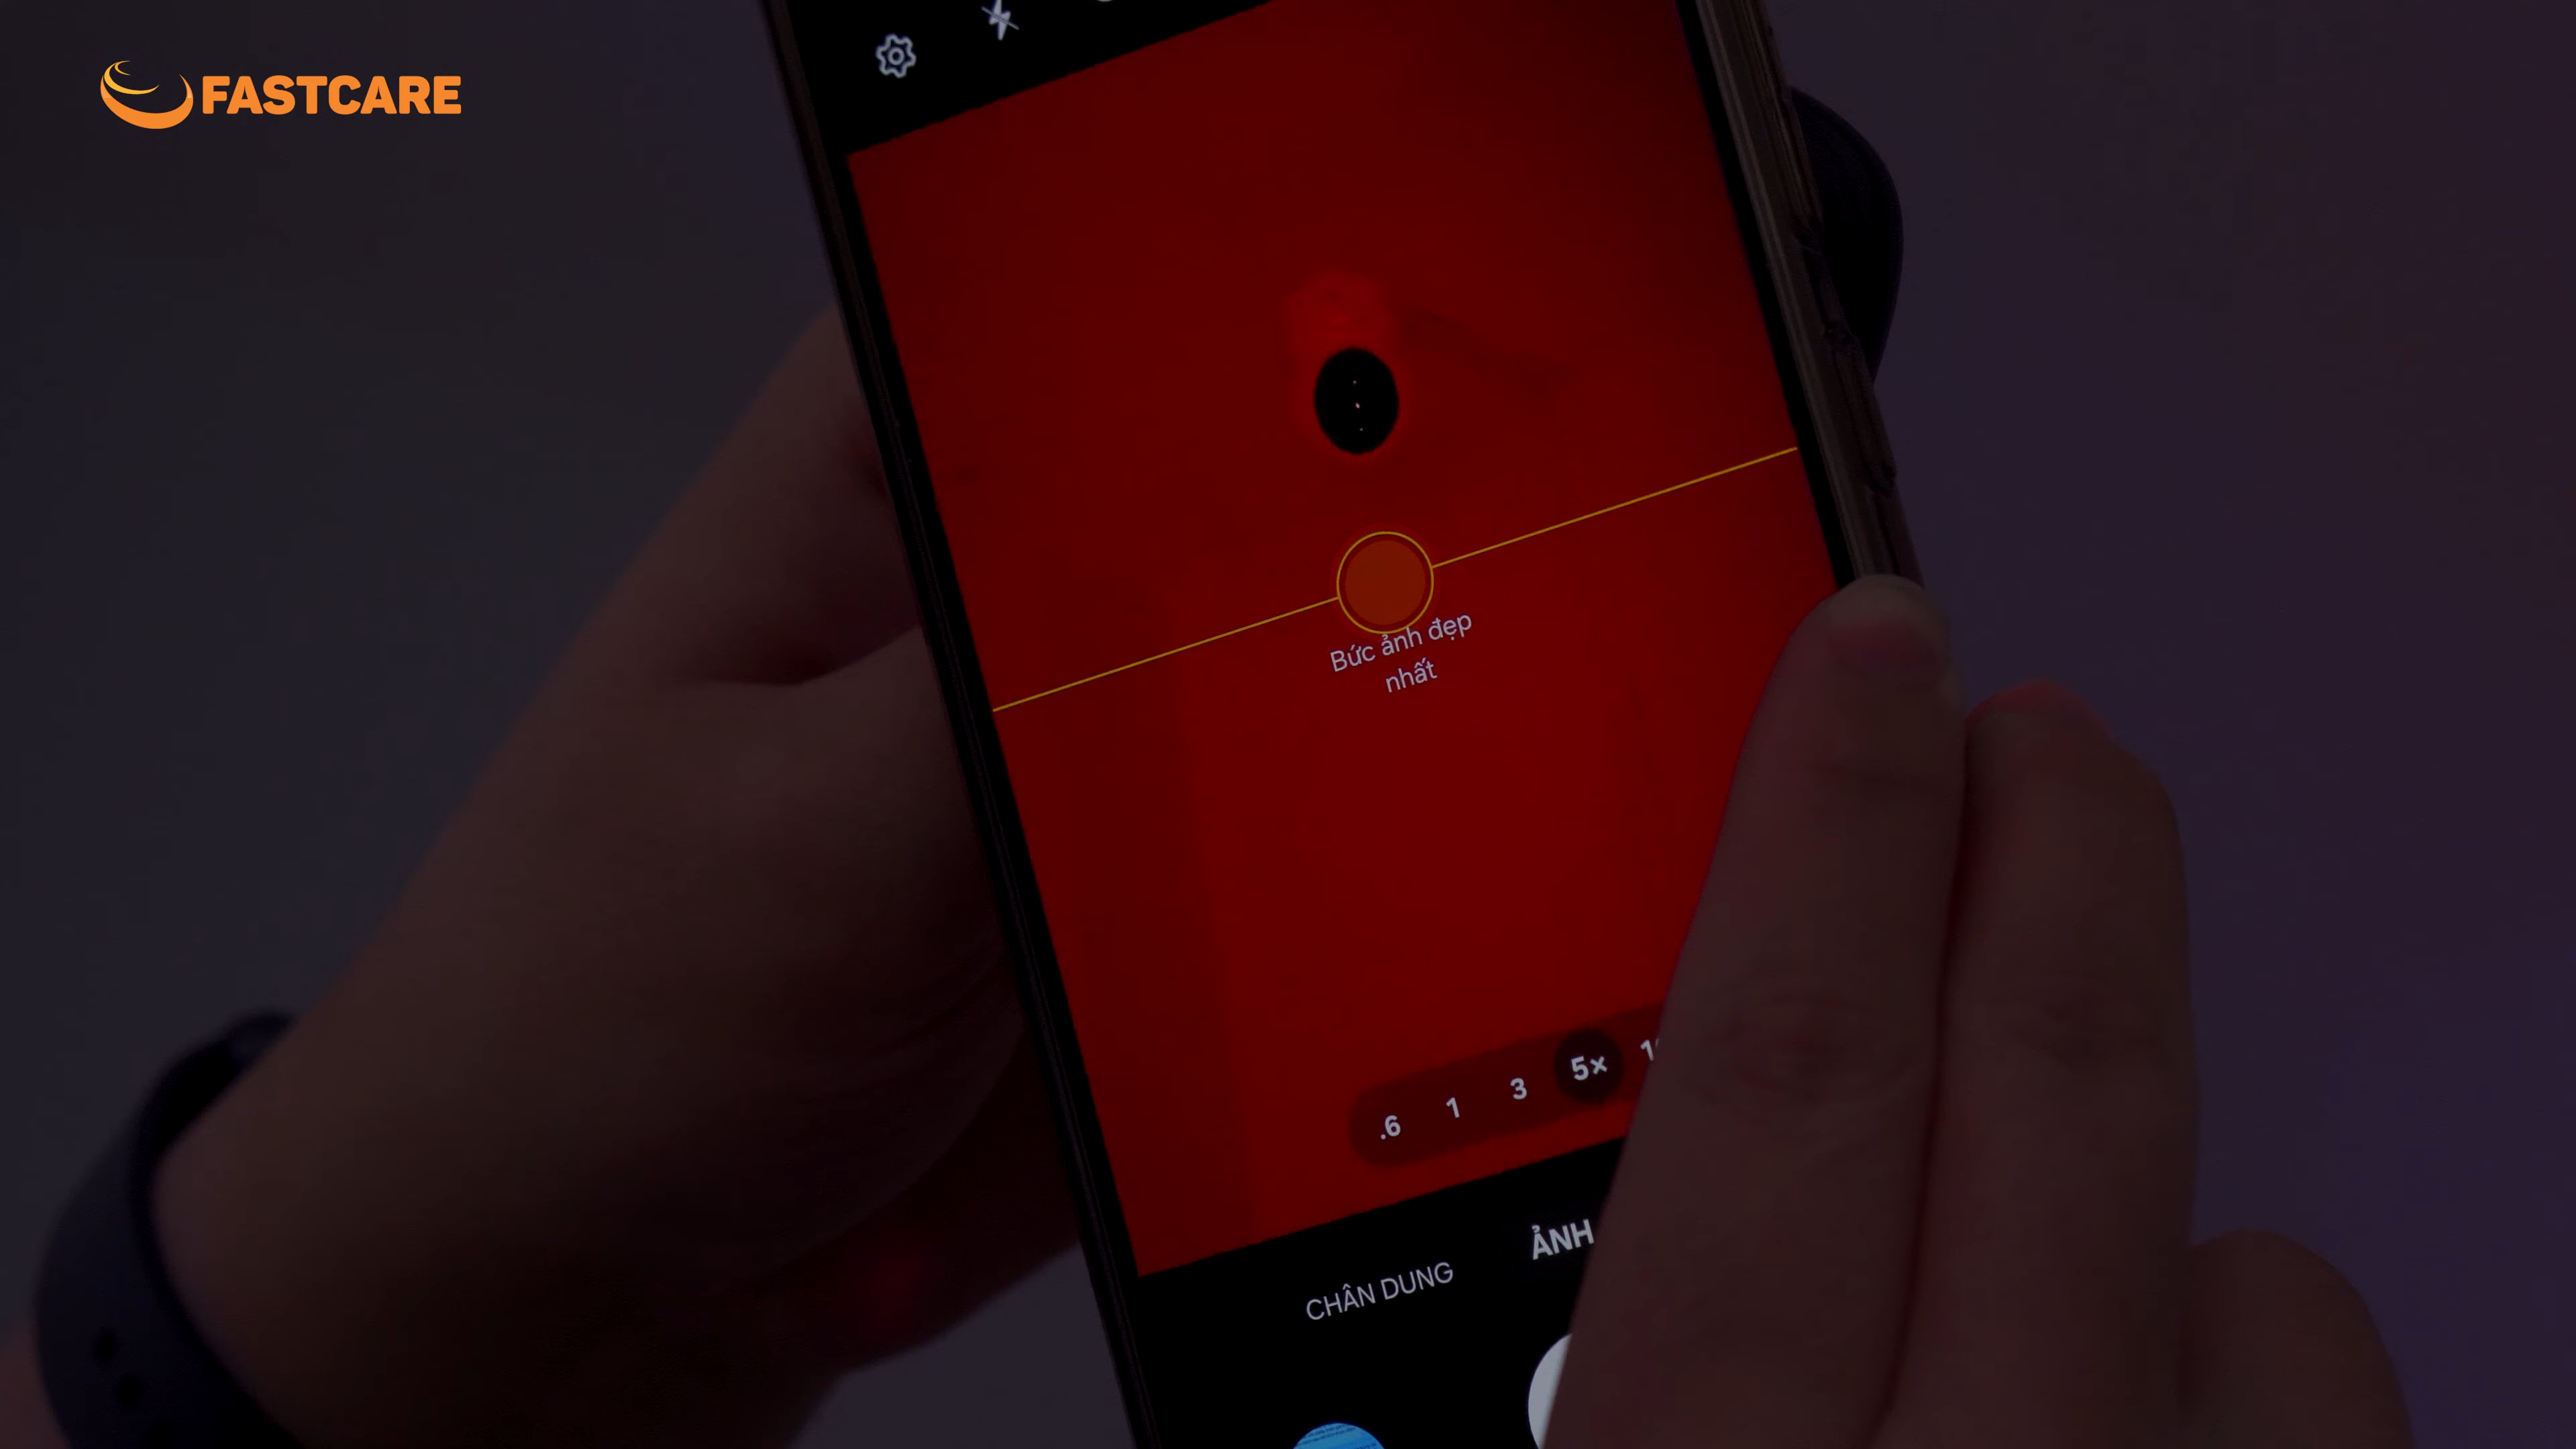 FASTCARE
Bức ảnh đẹp
nhất
.6 1 3 5×
ẢNH
CHÂN DUNG